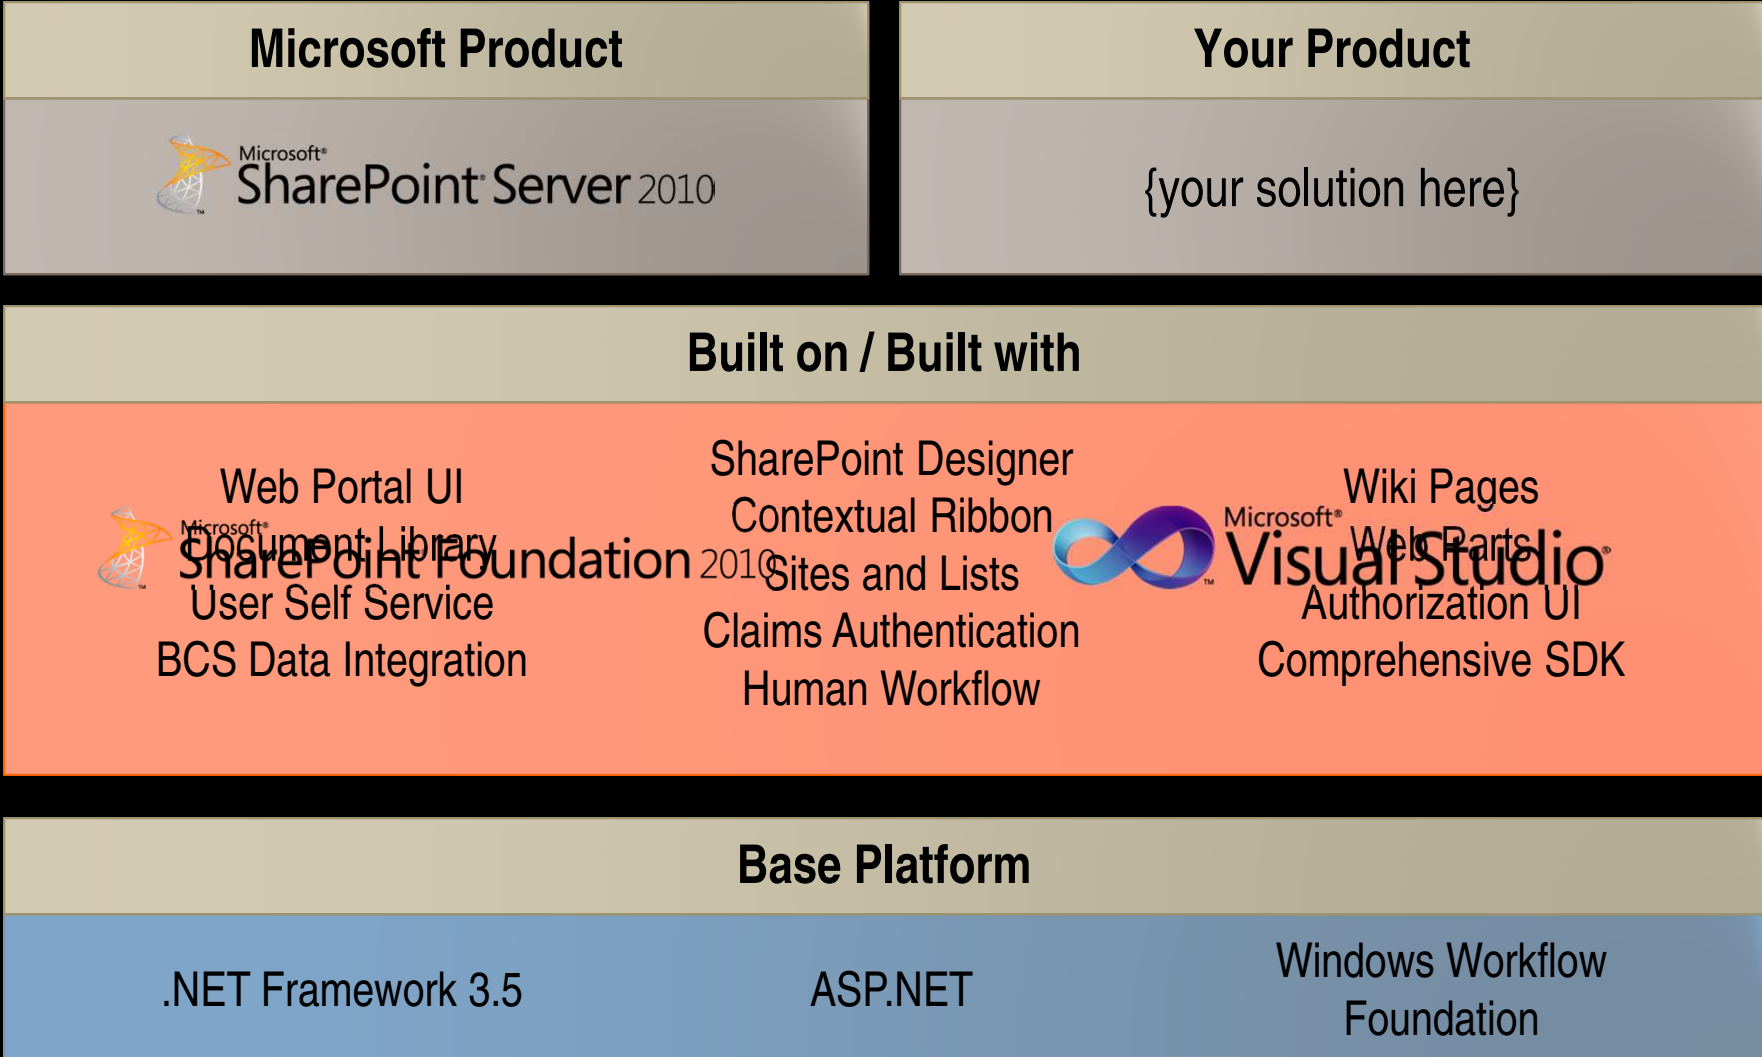 Microsoft Product
Microsoft®
SharePoint® Server 2010
™
Your Product
{your solution here}
Built on / Built with
Web Portal UI
Document Library
User Self Service
BCS Data Integration
Microsoft®
SharePoint® Foundation 2010
™
SharePoint Designer
Contextual Ribbon
Sites and Lists
Claims Authentication
Human Workflow
Wiki Pages
Web Parts
Authorization UI
Comprehensive SDK
Microsoft®
Visual Studio®
™
Base Platform
.NET Framework 3.5
ASP.NET
Windows Workflow
Foundation